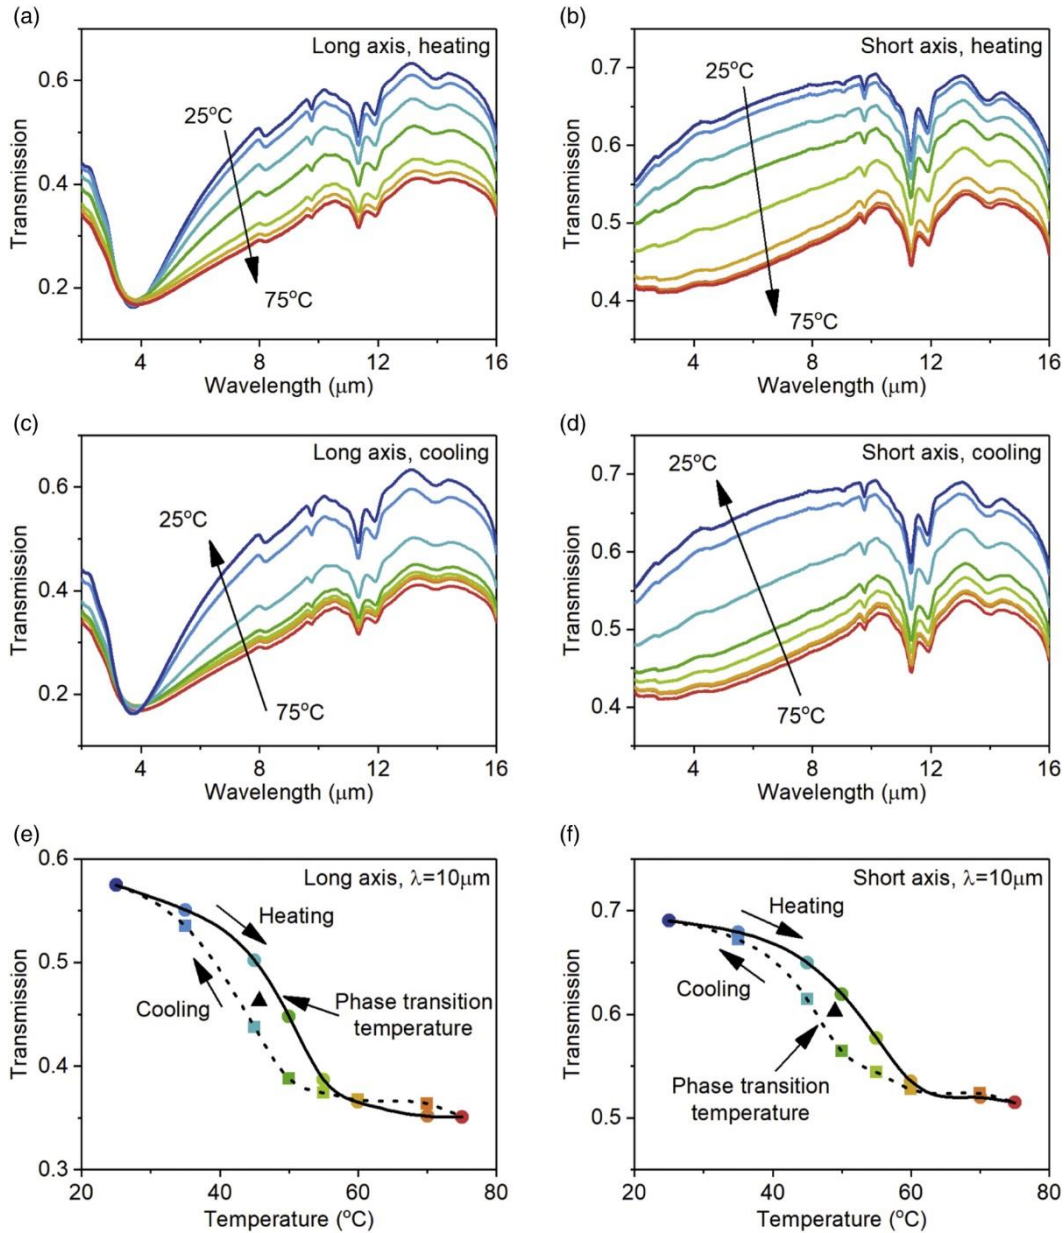 (a)
Long axis, heating
0.6
0.4
0.2
25°C
75°C
Transmission
4
8
12
16
Wavelength (μm)
(b)
Short axis, heating
0.7
0.6
0.5
0.4
25°C
75°C
Transmission
4
8
12
16
Wavelength (μm)
(c)
Long axis, cooling
0.6
0.4
0.2
25°C
75°C
Transmission
4
8
12
16
Wavelength (μm)
(d)
Short axis, cooling
0.7
0.6
0.5
0.4
25°C
75°C
Transmission
4
8
12
16
Wavelength (μm)
(e)
Long axis, λ=10μm
0.6
0.5
0.4
0.3
Heating
Cooling
Phase transition
temperature
Transmission
20
40
60
80
Temperature (°C)
(f)
Short axis, λ=10μm
0.7
0.6
0.5
Heating
Cooling
Phase transition
temperature
Transmission
20
40
60
80
Temperature (°C)